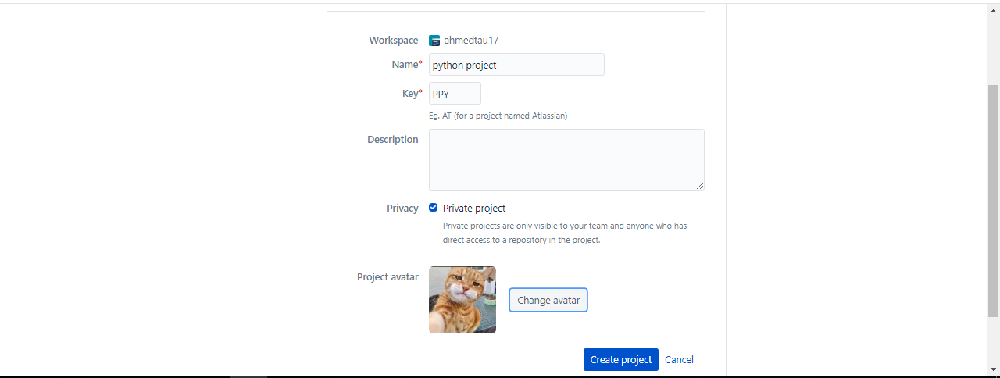 Workspace ahmedtau17
Name* python project
Key* PPY
Eg. AT (for a project named Atlassian)
Description
Privacy Private project
Private projects are only visible to your team and anyone who has
direct access to a repository in the project.
Project avatar Change avatar
Create project Cancel